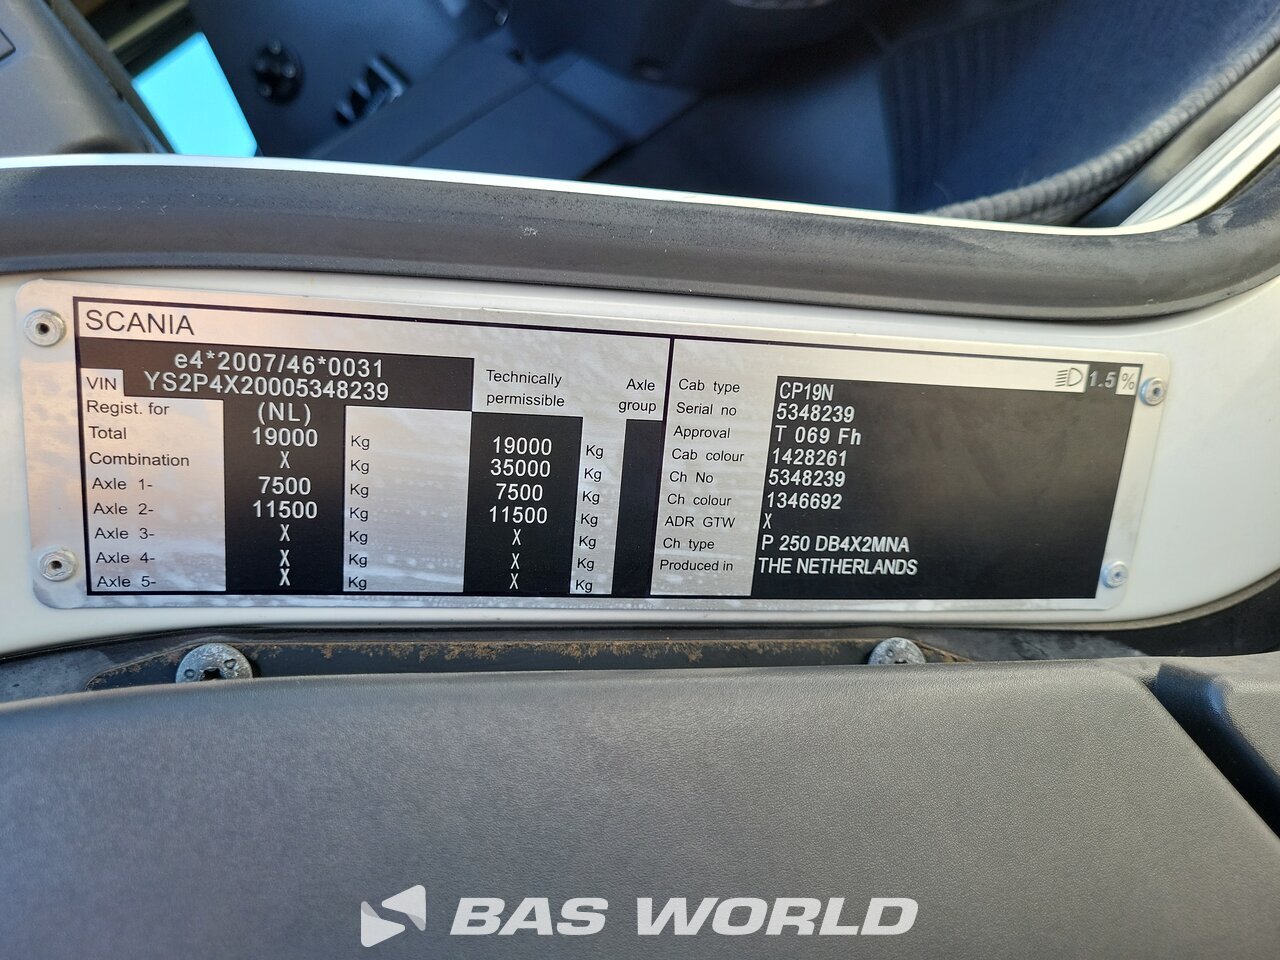 SCANIA
e4*2007/46*0031
VIN YS2P4X20005348239
Regist. for (NL) Technically permissible Axle group
Total 19000 Kg 19000 Kg
Combination X Kg 35000 Kg
Axle 1- 7500 Kg 7500 Kg
Axle 2- 11500 Kg 11500 Kg
Axle 3- X Kg X Kg
Axle 4- X Kg X Kg
Axle 5- X Kg X Kg
1.5 %
Cab type CP19N
Serial no 5348239
Approval T 069 Fh
Cab colour 1428261
Ch No 5348239
Ch colour 1346692
ADR GTW X
Ch type P 250 DB4X2MNA
Produced in THE NETHERLANDS
BAS WORLD